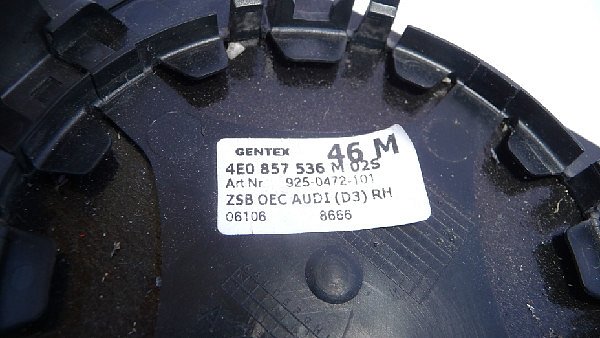 GENTEX 46 M
4E0 857 536 M 02S
Art Nr 925-0472-101
ZSB OEC AUDI (D3) RH
06106 8666